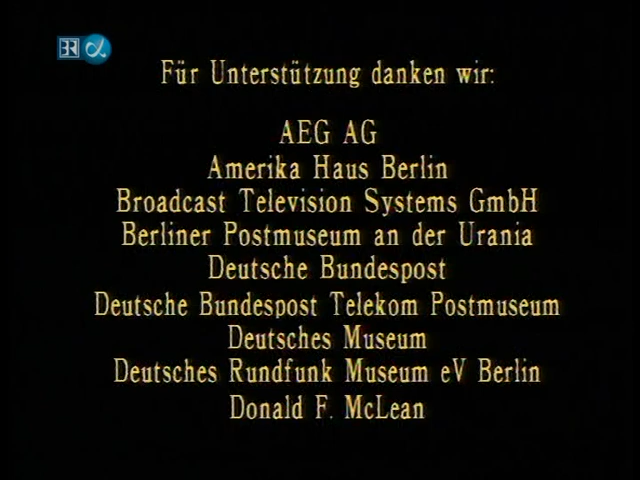 BR α
Für Unterstützung danken wir:
AEG AG
Amerika Haus Berlin
Broadcast Television Systems GmbH
Berliner Postmuseum an der Urania
Deutsche Bundespost
Deutsche Bundespost Telekom Postmuseum
Deutsches Museum
Deutsches Rundfunk Museum eV Berlin
Donald F. McLean